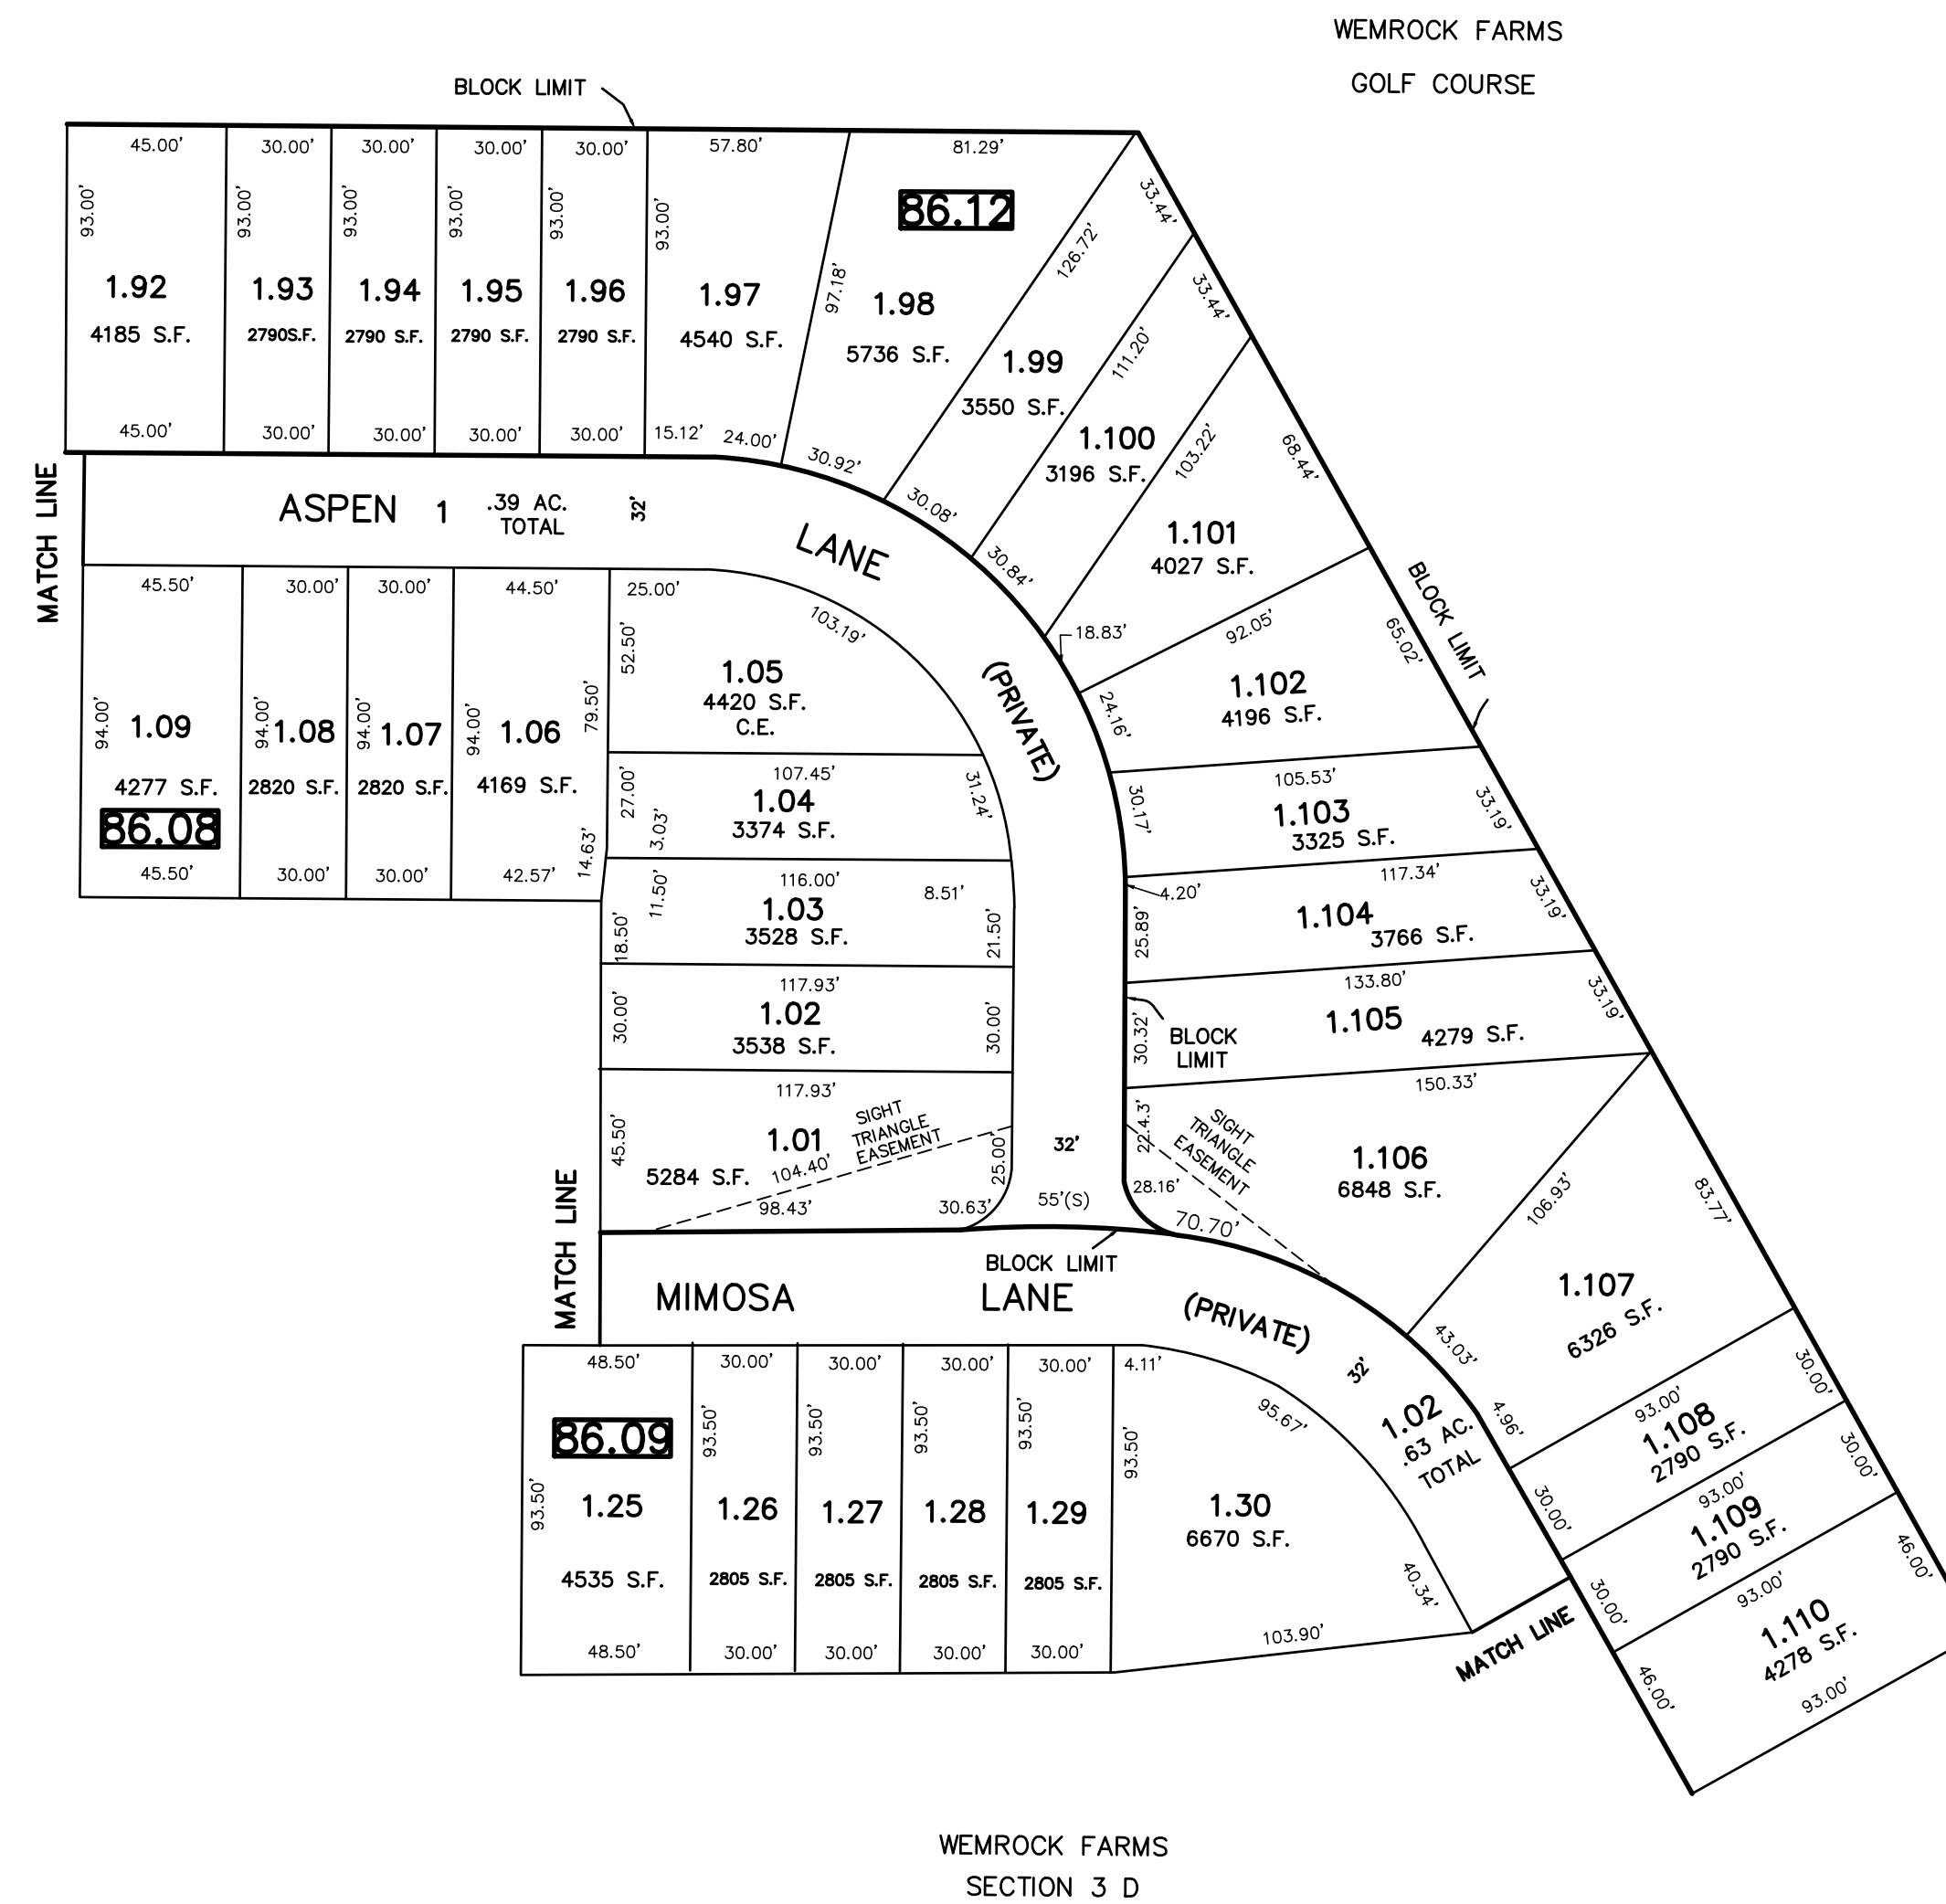 WEMROCK FARMS
GOLF COURSE
BLOCK LIMIT
45.00'
30.00'
30.00'
30.00'
30.00'
57.80'
81.29'
93.00'
93.00'
93.00'
93.00'
93.00'
93.00'
86.12
33.44'
126.72'
97.18'
33.44'
1.92
4185 S.F.
1.93
2790S.F.
1.94
2790 S.F.
1.95
2790 S.F.
1.96
2790 S.F.
1.97
4540 S.F.
1.98
5736 S.F.
1.99
3550 S.F.
111.20'
1.100
3196 S.F.
103.22'
68.44'
45.00'
30.00'
30.00'
30.00'
30.00'
15.12'
24.00'
30.92'
30.08'
30.84'
1.101
4027 S.F.
MATCH LINE
ASPEN 1
.39 AC.
TOTAL
32'
LANE
(PRIVATE)
BLOCK LIMIT
18.83'
92.05'
65.02'
45.50'
30.00'
30.00'
44.50'
25.00'
103.19'
52.50'
79.50'
94.00'
94.00'
94.00'
94.00'
1.09
4277 S.F.
86.08
1.08
2820 S.F.
1.07
2820 S.F.
1.06
4169 S.F.
1.05
4420 S.F.
C.E.
1.102
4196 S.F.
24.16'
107.45'
27.00'
3.03'
1.04
3374 S.F.
31.24'
105.53'
30.17'
1.103
3325 S.F.
33.19'
45.50'
30.00'
30.00'
42.57'
14.63'
116.00'
8.51'
11.50'
18.50'
1.03
3528 S.F.
21.50'
4.20'
117.34'
25.89'
1.104
3766 S.F.
33.19'
117.93'
30.00'
1.02
3538 S.F.
30.00'
133.80'
30.32'
BLOCK
LIMIT
1.105
4279 S.F.
33.19'
117.93'
45.50'
1.01
5284 S.F.
104.40'
SIGHT
TRIANGLE
EASEMENT
25.00'
98.43'
30.63'
32'
55'(S)
150.33'
22.4.3'
28.16'
SIGHT
TRIANGLE
EASEMENT
70.70'
1.106
6848 S.F.
106.93'
83.77'
MATCH LINE
BLOCK LIMIT
MIMOSA LANE
(PRIVATE)
32'
1.107
6326 S.F.
43.03'
4.96'
1.02
.63 AC.
TOTAL
48.50'
30.00'
30.00'
30.00'
30.00'
4.11'
95.67'
86.09
93.50'
93.50'
93.50'
93.50'
93.50'
93.50'
1.25
4535 S.F.
1.26
2805 S.F.
1.27
2805 S.F.
1.28
2805 S.F.
1.29
2805 S.F.
1.30
6670 S.F.
40.34'
48.50'
30.00'
30.00'
30.00'
30.00'
103.90'
MATCH LINE
93.00'
30.00'
1.108
2790 S.F.
30.00'
93.00'
30.00'
1.109
2790 S.F.
30.00'
93.00'
46.00'
1.110
4278 S.F.
46.00'
93.00'
WEMROCK FARMS
SECTION 3 D